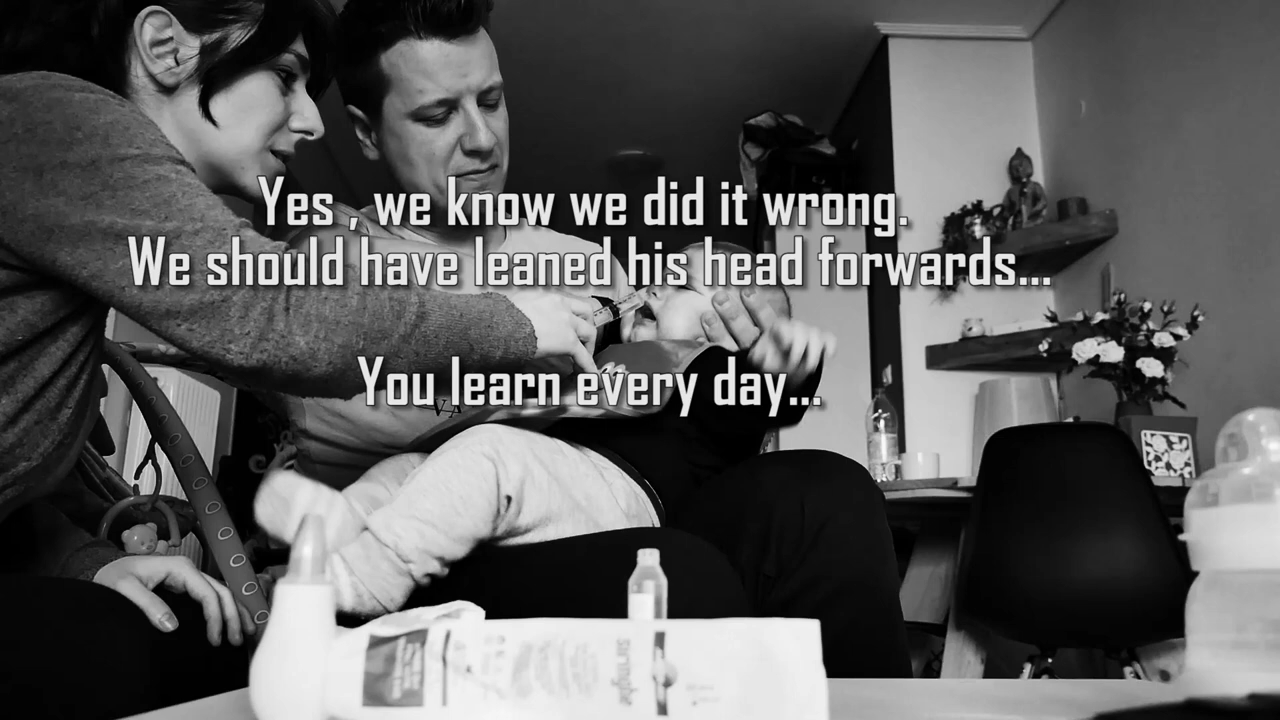 Yes , we know we did it wrong.
We should have leaned his head forwards...
You learn every day...